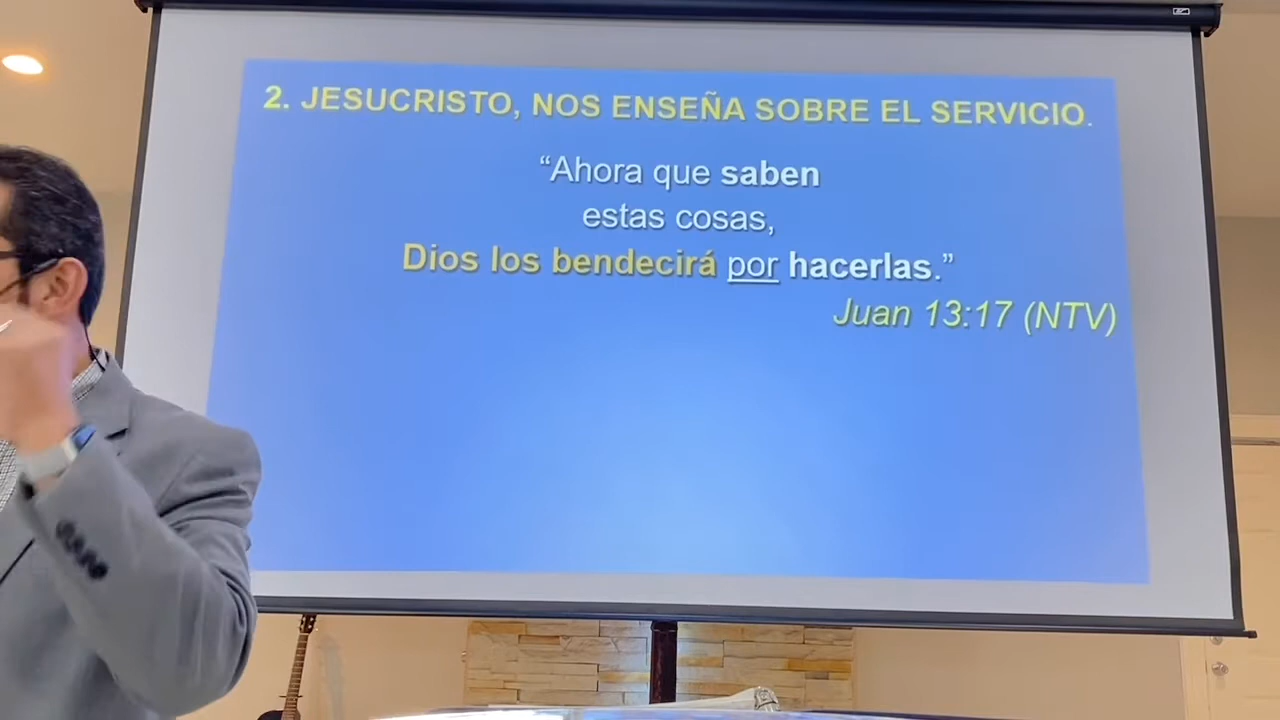 2. JESUCRISTO, NOS ENSEÑA SOBRE EL SERVICIO.
“Ahora que saben
estas cosas,
Dios los bendecirá por hacerlas.”
Juan 13:17 (NTV)